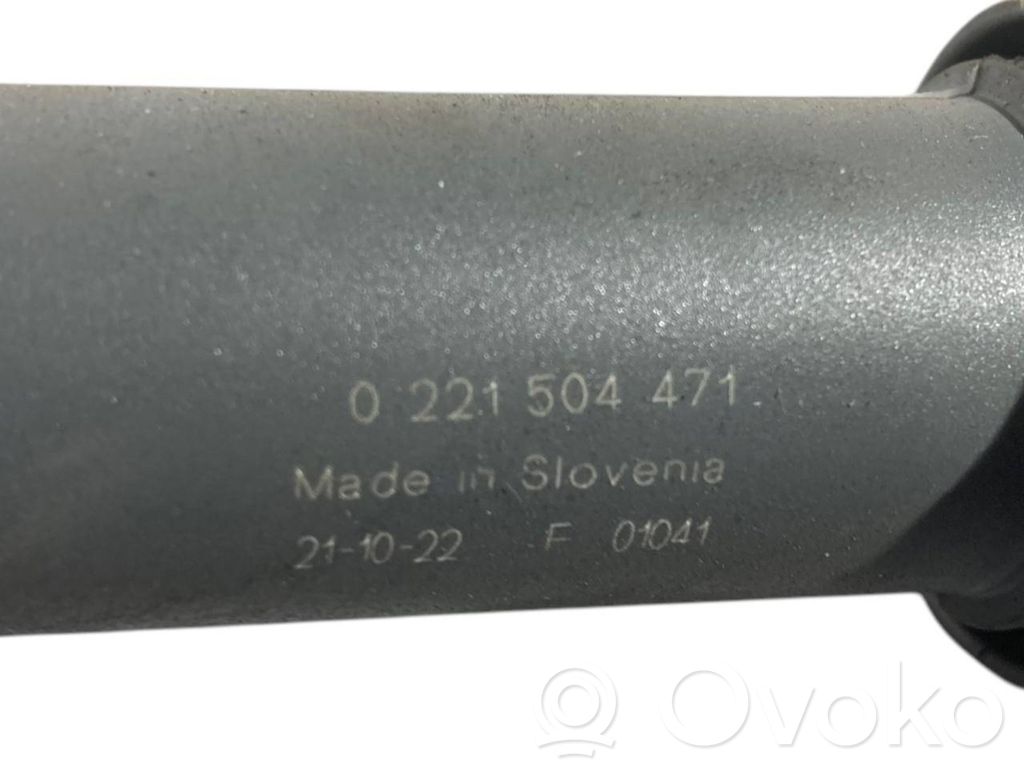 0 221 504 471
Made in Slovenia
21-10-22 F 01041
Ovoko